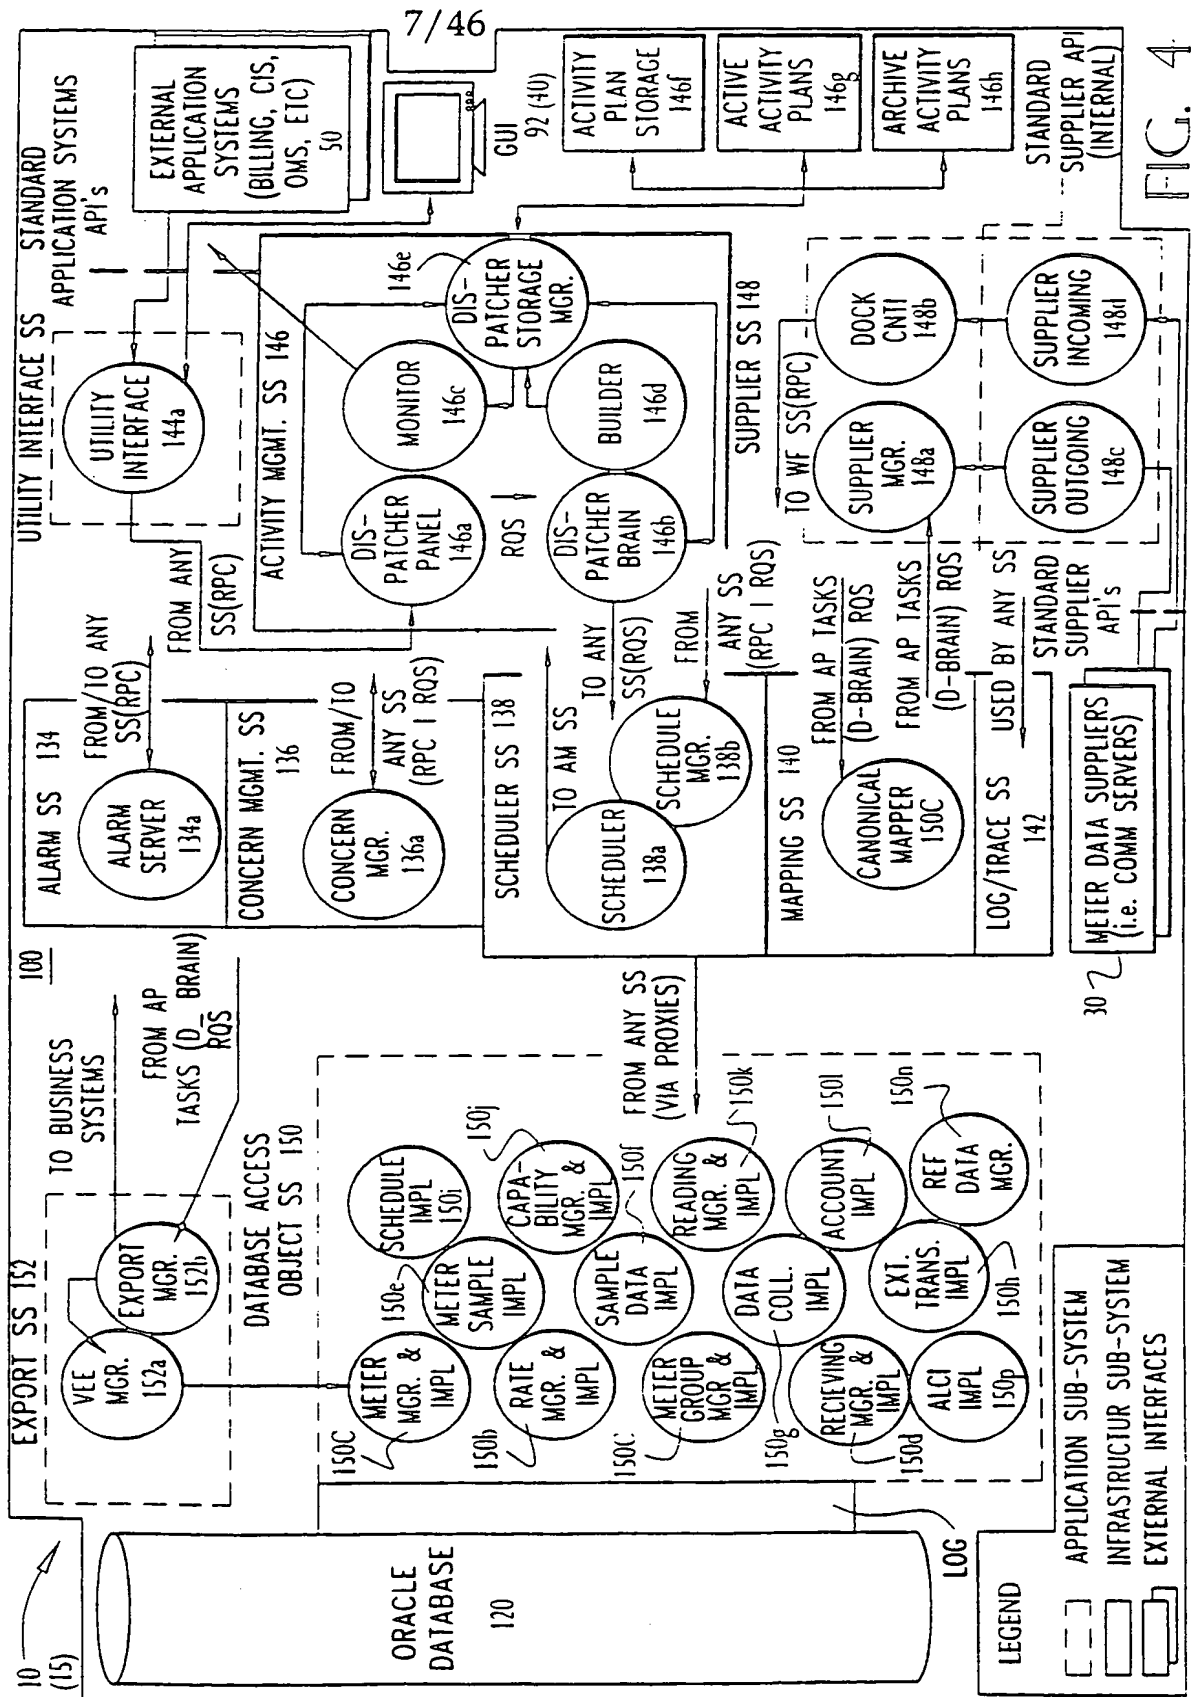 7/46
10
(15)
EXPORT SS 152
VEE
MGR.
152a
EXPORT
MGR.
152b
TO BUSINESS
SYSTEMS
FROM AP
TASKS (D_ BRAIN)
RQS
100
ALARM SS 134
ALARM
SERVER
134a
FROM/TO ANY
SS(RPC)
CONCERN MGMT. SS
136
CONCERN
MGR.
136a
FROM/TO
ANY SS
(RPC | RQS)
FROM ANY
SS(RPC)
UTILITY INTERFACE SS
UTILITY
INTERFACE
144a
STANDARD
APPLICATION SYSTEMS
API's
EXTERNAL
APPLICATION
SYSTEMS
(BILLING, CIS,
OMS, ETC)
50
GUI
92 (40)
ACTIVITY MGMT. SS 146
DIS-
PATCHER
PANEL
146a
MONITOR
146c
146e
DIS-
PATCHER
STORAGE
MGR.
RQS
DIS-
PATCHER
BRAIN
146b
BUILDER
146d
ACTIVITY
PLAN
STORAGE
146f
ACTIVE
ACTIVITY
PLANS
146g
ARCHIVE
ACTIVITY
PLANS
146h
SCHEDULER SS 138
SCHEDULER
138a
SCHEDULE
MGR.
138b
TO AM SS
TO ANY
SS(RQS)
FROM
ANY SS
(RPC | RQS)
MAPPING SS 140
CANONICAL
MAPPER
150C
FROM AP TASKS
(D-BRAIN) RQS
FROM AP TASKS
(D-BRAIN) RQS
LOG/TRACE SS
142
USED BY ANY SS
SUPPLIER SS 148
TO WF SS(RPC)
SUPPLIER
MGR.
148a
DOCK
CNTl
148b
SUPPLIER
OUTGOING
148c
SUPPLIER
INCOMING
148d
STANDARD
SUPPLIER API
(INTERNAL)
STANDARD
SUPPLIER
API's
30
METER DATA SUPPLIERS
(i.e. COMM SERVERS)
DATABASE ACCESS
OBJECT SS 150
FROM ANY SS
(VIA PROXIES)
METER
MGR. &
IMPL
150C
150e
METER
SAMPLE
IMPL
SCHEDULE
IMPL
150i
RATE
MGR. &
IMPL
150b
SAMPLE
DATA
IMPL
150f
CAPA-
BILITY
MGR. &
IMPL
150j
METER
GROUP
MGR &
IMPL
150C
DATA
COLL.
IMPL
150g
READING
MGR. &
IMPL
150k
RECIEVING
MGR. &
IMPL
150d
EXT.
TRANS.
IMPL
150h
ACCOUNT
IMPL
150l
ALCI
IMPL
150p
REF
DATA
MGR.
150n
ORACLE
DATABASE
120
LOG
LEGEND
APPLICATION SUB-SYSTEM
INFRASTRUCTUR SUB-SYSTEM
EXTERNAL INTERFACES
FIG. 4